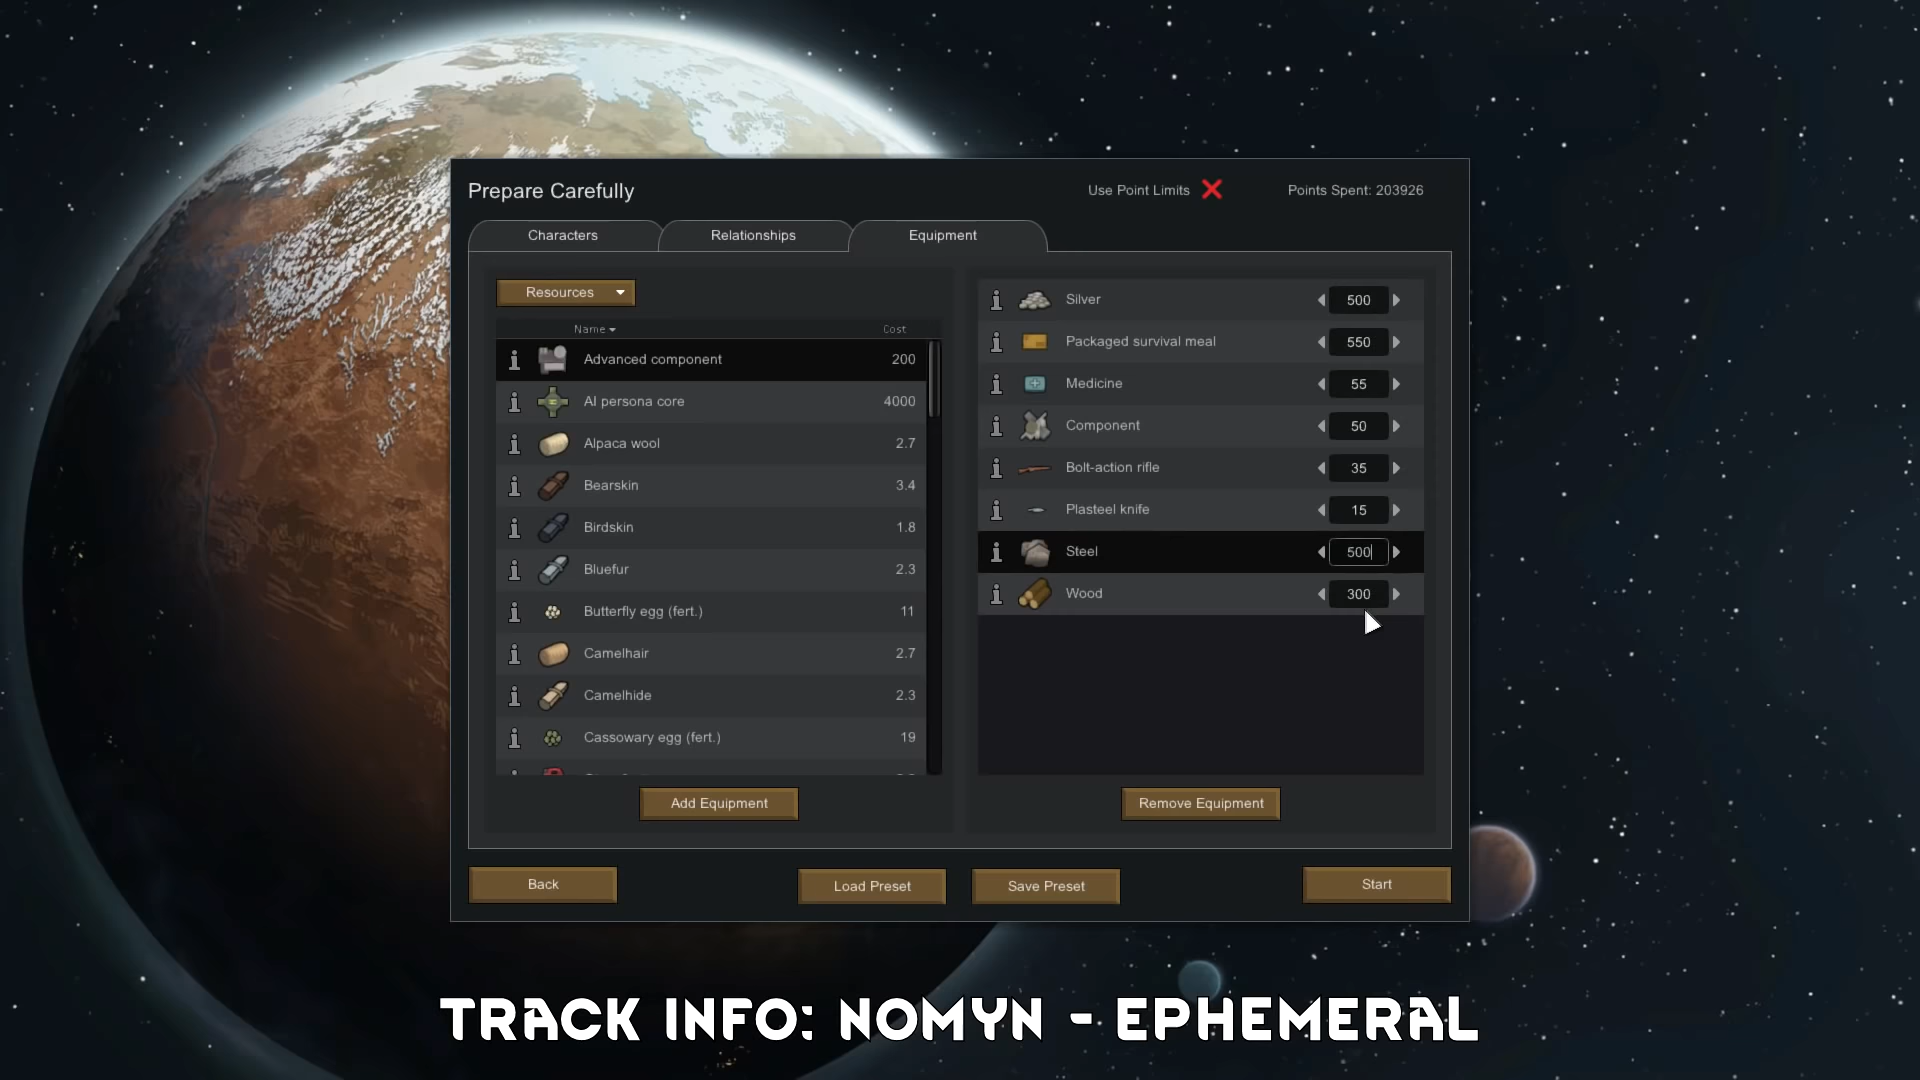 Prepare Carefully
Use Point Limits
Points Spent: 203926
Characters
Relationships
Equipment
Resources
Name
Cost
Advanced component 200
AI persona core 4000
Alpaca wool 2.7
Bearskin 3.4
Birdskin 1.8
Bluefur 2.3
Butterfly egg (fert.) 11
Camelhair 2.7
Camelhide 2.3
Cassowary egg (fert.) 19
Add Equipment
Silver 500
Packaged survival meal 550
Medicine 55
Component 50
Bolt-action rifle 35
Plasteel knife 15
Steel 500
Wood 300
Remove Equipment
Back
Load Preset
Save Preset
Start
TRACK INFO: NOMYN - EPHEMERAL